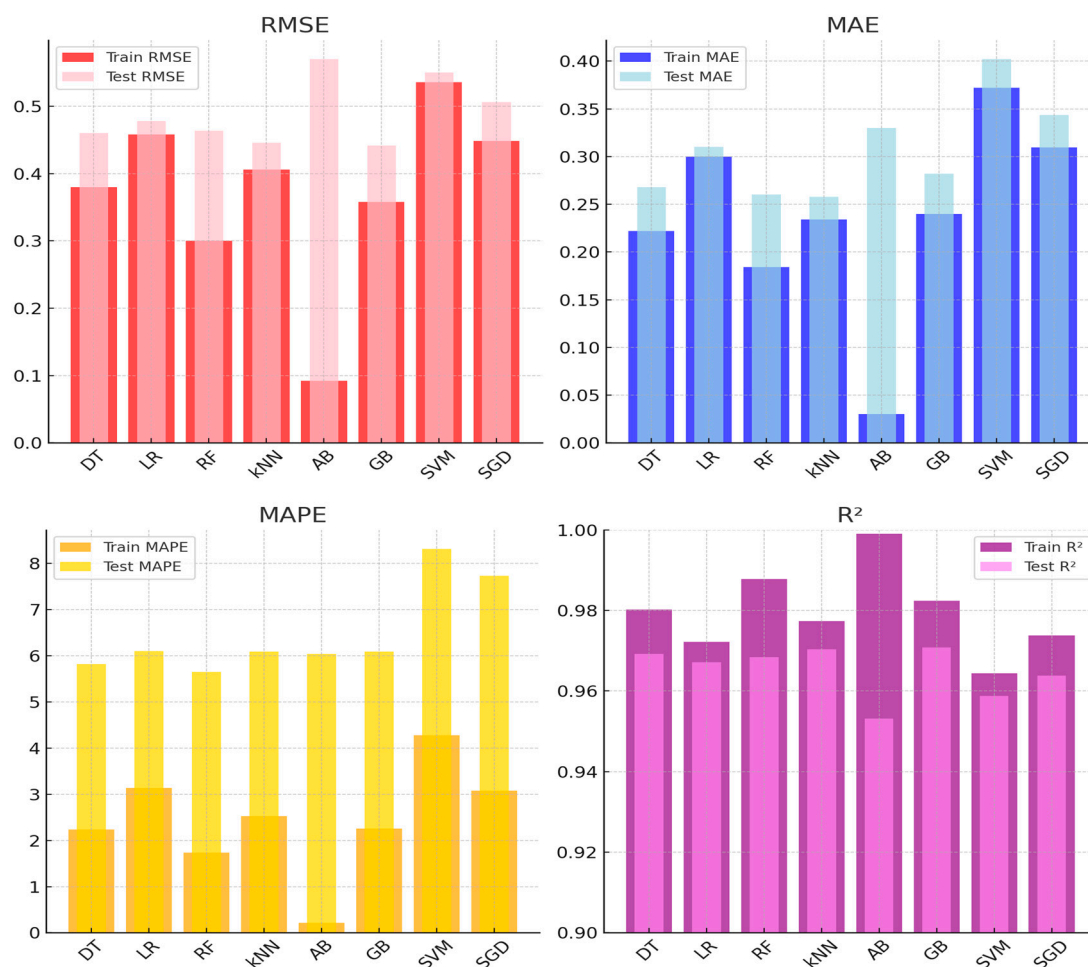 RMSE
Train RMSE
Test RMSE
0.5
0.4
0.3
0.2
0.1
0.0
DT LR RF kNN AB GB SVM SGD
MAE
Train MAE
Test MAE
0.40
0.35
0.30
0.25
0.20
0.15
0.10
0.05
0.00
DT LR RF kNN AB GB SVM SGD
MAPE
Train MAPE
Test MAPE
8
7
6
5
4
3
2
1
0
DT LR RF kNN AB GB SVM SGD
R²
Train R²
Test R²
1.00
0.98
0.96
0.94
0.92
0.90
DT LR RF kNN AB GB SVM SGD